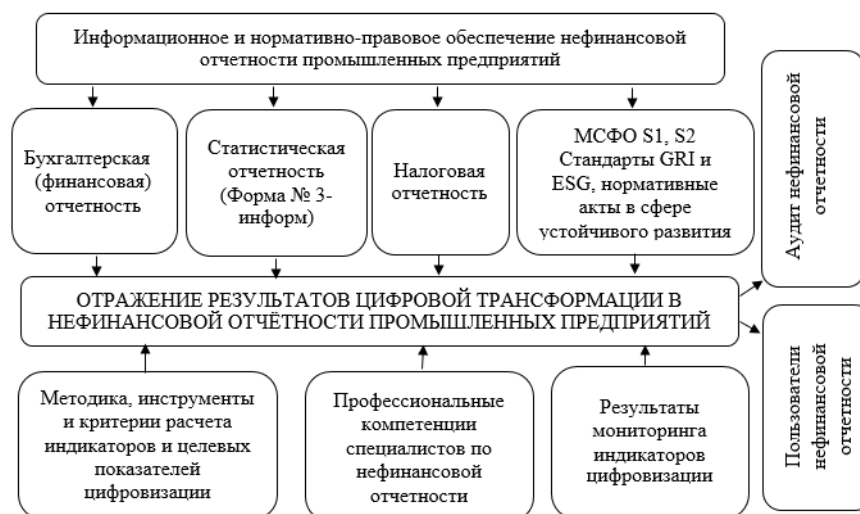 Информационное и нормативно-правовое обеспечение нефинансовой
отчетности промышленных предприятий
Бухгалтерская
(финансовая)
отчетность
Статистическая
отчетность
(Форма № 3-
информ)
Налоговая
отчетность
МСФО S1, S2
Стандарты GRI и
ESG, нормативные
акты в сфере
устойчивого развития
Аудит нефинансовой
отчетности
ОТРАЖЕНИЕ РЕЗУЛЬТАТОВ ЦИФРОВОЙ ТРАНСФОРМАЦИИ В
НЕФИНАНСОВОЙ ОТЧЁТНОСТИ ПРОМЫШЛЕННЫХ ПРЕДПРИЯТИЙ
Методика, инструменты
и критерии расчета
индикаторов и целевых
показателей
цифровизации
Профессиональные
компетенции
специалистов по
нефинансовой
отчетности
Результаты
мониторинга
индикаторов
цифровизации
Пользователи
нефинансовой
отчетности